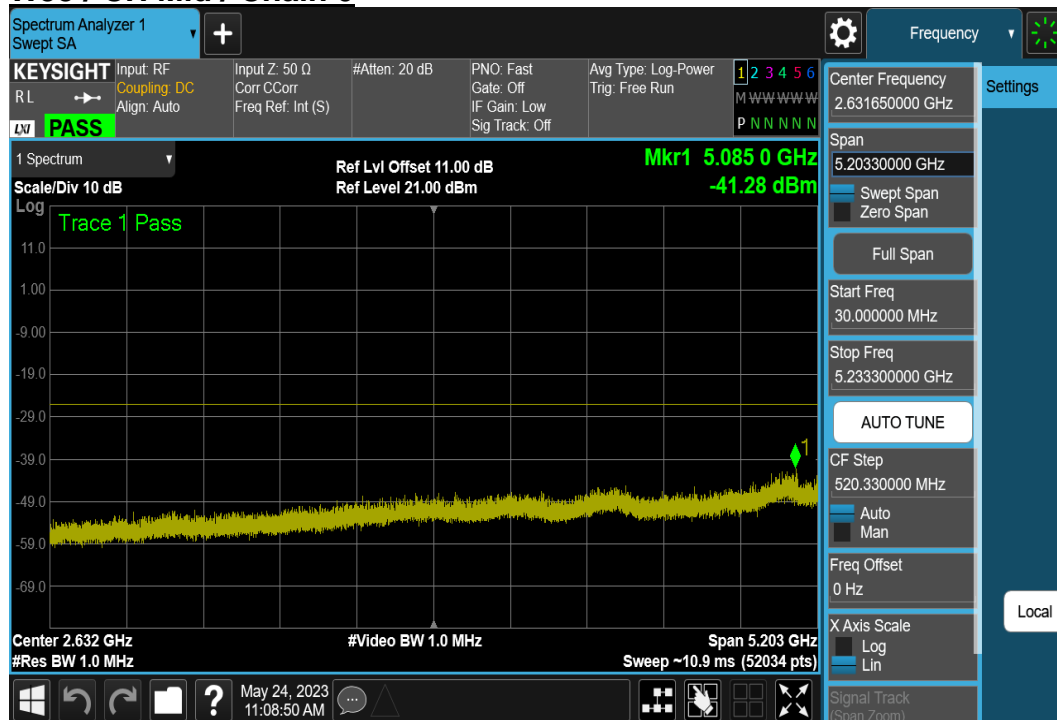 Spectrum Analyzer 1
Swept SA
Frequency
KEYSIGHT
RL
LXI
PASS
Input: RF
Coupling: DC
Align: Auto
Input Z: 50 Ω
Corr CCorr
Freq Ref: Int (S)
#Atten: 20 dB
PNO: Fast
Gate: Off
IF Gain: Low
Sig Track: Off
Avg Type: Log-Power
Trig: Free Run
1 2 3 4 5 6
M W W W W W
P N N N N N
1 Spectrum
Scale/Div 10 dB
Log
Ref Lvl Offset 11.00 dB
Ref Level 21.00 dBm
Mkr1 5.085 0 GHz
-41.28 dBm
Trace 1 Pass
11.0
1.00
-9.00
-19.0
-29.0
-39.0
-49.0
-59.0
-69.0
1
Center 2.632 GHz
#Res BW 1.0 MHz
#Video BW 1.0 MHz
Span 5.203 GHz
Sweep ~10.9 ms (52034 pts)
?
May 24, 2023
11:08:50 AM
Center Frequency
2.631650000 GHz
Span
5.20330000 GHz
Swept Span
Zero Span
Full Span
Start Freq
30.000000 MHz
Stop Freq
5.233300000 GHz
AUTO TUNE
CF Step
520.330000 MHz
Auto
Man
Freq Offset
0 Hz
X Axis Scale
Log
Lin
Signal Track
(Span Zoom)
Settings
Local